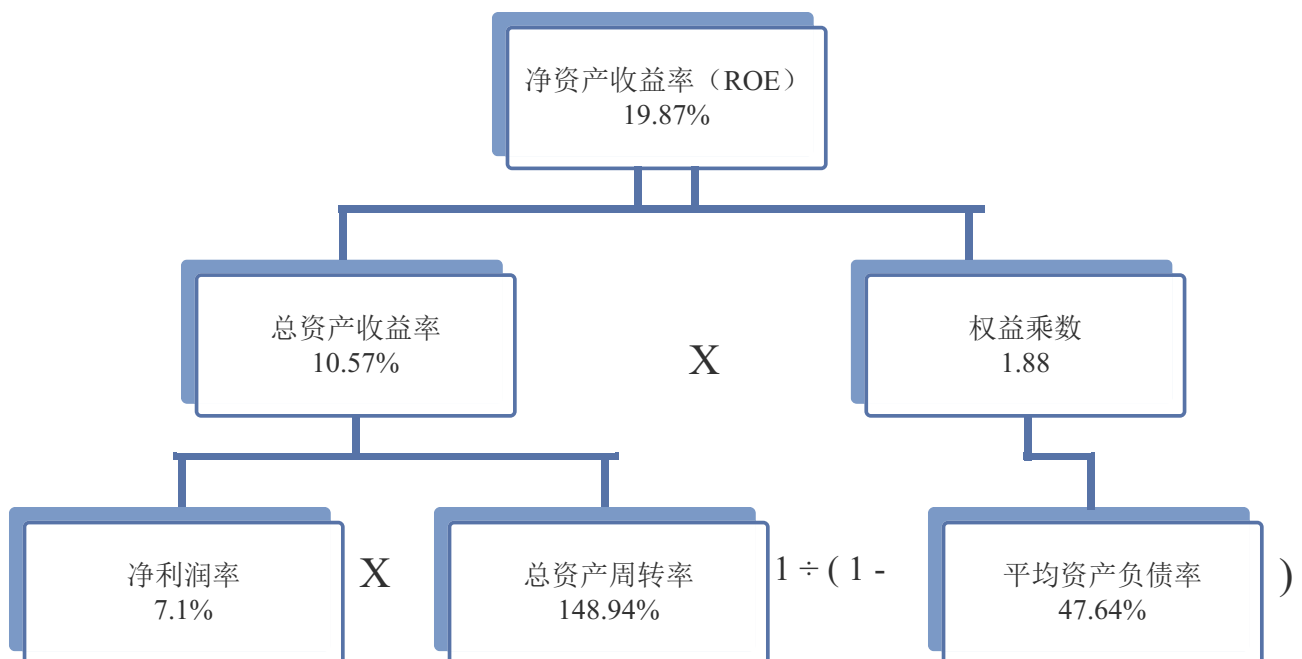 净资产收益率（ROE）
19.87%
总资产收益率
10.57%
X
权益乘数
1.88
净利润率
7.1%
X
总资产周转率
148.94%
1 ÷ ( 1 -
平均资产负债率
47.64%
)